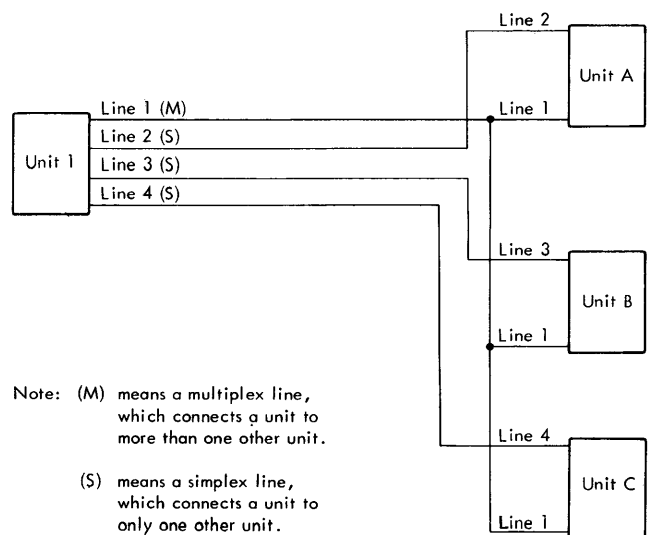 Line 2
Unit A
Line 1 (M)
Line 1
Line 2 (S)
Unit 1
Line 3 (S)
Line 4 (S)
Line 3
Unit B
Line 1
Note: (M) means a multiplex line,
which connects a unit to
more than one other unit.
Line 4
(S) means a simplex line,
which connects a unit to
only one other unit.
Unit C
Line 1